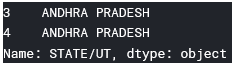 3    ANDHRA PRADESH
4    ANDHRA PRADESH
Name: STATE/UT, dtype: object